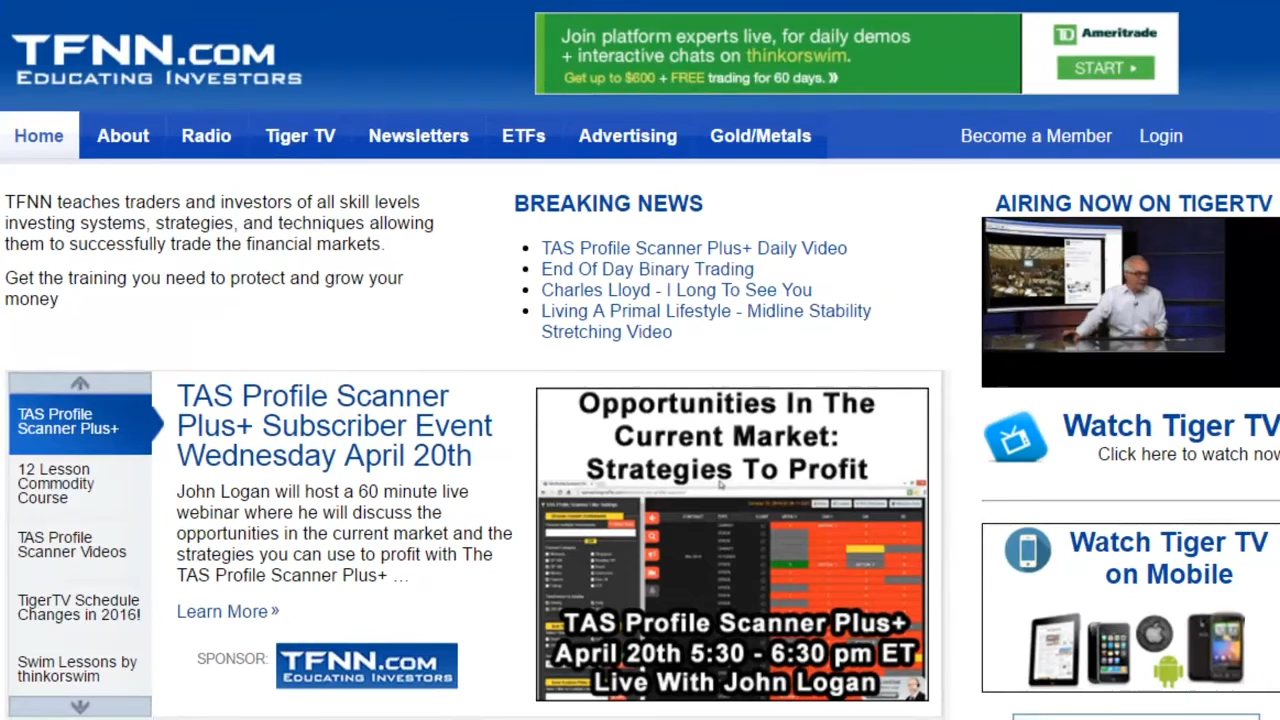 TFNN.COM
EDUCATING INVESTORS
Join platform experts live, for daily demos
+ interactive chats on thinkorswim.
Get up to $600 + FREE trading for 60 days. »
TD Ameritrade
START
Home About Radio Tiger TV Newsletters ETFs Advertising Gold/Metals Become a Member Login
TFNN teaches traders and investors of all skill levels
investing systems, strategies, and techniques allowing
them to successfully trade the financial markets.
Get the training you need to protect and grow your
money
BREAKING NEWS
TAS Profile Scanner Plus+ Daily Video
End Of Day Binary Trading
Charles Lloyd - I Long To See You
Living A Primal Lifestyle - Midline Stability
Stretching Video
AIRING NOW ON TIGERTV
TAS Profile
Scanner Plus+
12 Lesson
Commodity
Course
TAS Profile
Scanner Videos
TigerTV Schedule
Changes in 2016!
Swim Lessons by
thinkorswim
TAS Profile Scanner
Plus+ Subscriber Event
Wednesday April 20th
John Logan will host a 60 minute live
webinar where he will discuss the
opportunities in the current market and the
strategies you can use to profit with The
TAS Profile Scanner Plus+ …
Learn More »
SPONSOR:
TFNN.COM
EDUCATING INVESTORS
Opportunities In The
Current Market:
Strategies To Profit
TAS Profile Scanner Plus+
April 20th 5:30 - 6:30 pm ET
Live With John Logan
Watch Tiger TV
Click here to watch now
Watch Tiger TV
on Mobile